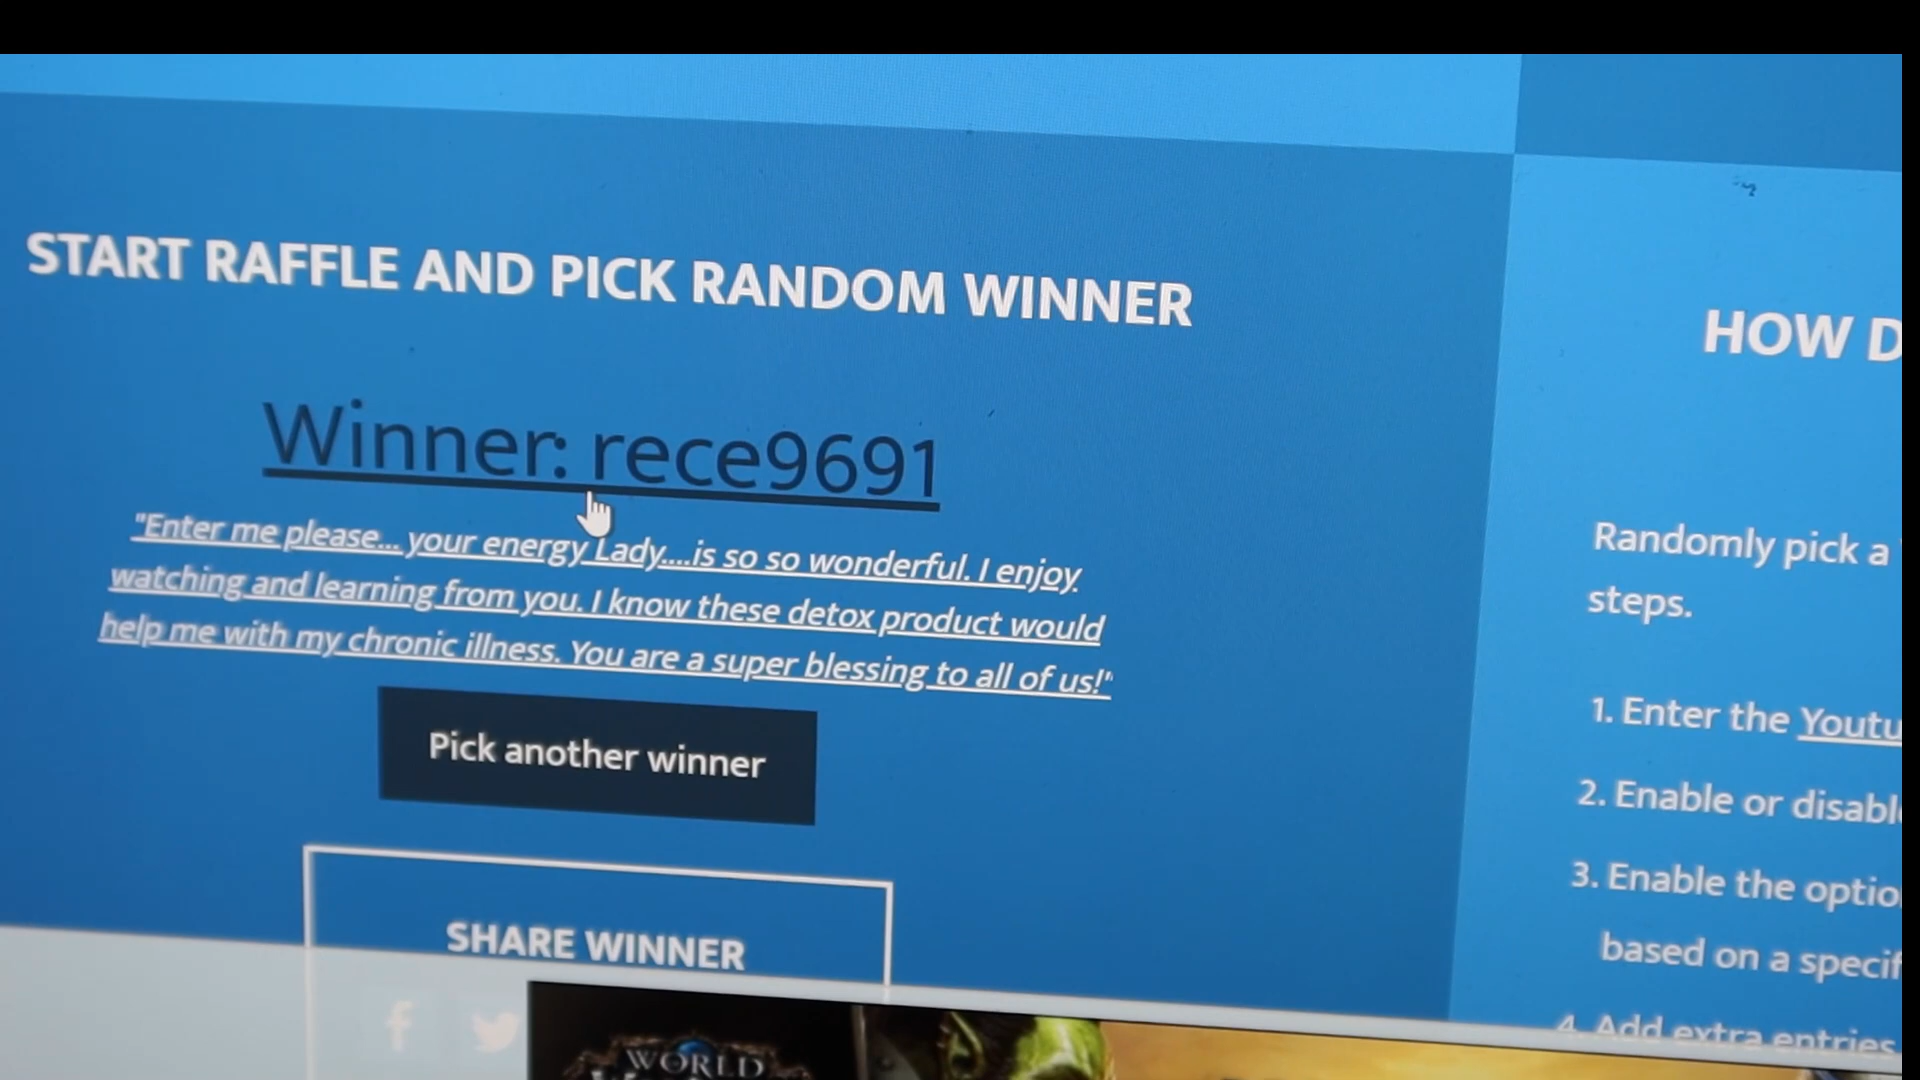 START RAFFLE AND PICK RANDOM WINNER
Winner: rece9691
"Enter me please... your energy Lady....is so so wonderful. I enjoy
watching and learning from you. I know these detox product would
help me with my chronic illness. You are a super blessing to all of us!"
Pick another winner
SHARE WINNER
WORLD
HOW D
Randomly pick a
steps.
1. Enter the Youtu
2. Enable or disabl
3. Enable the optio
based on a specif
4. Add extra entries